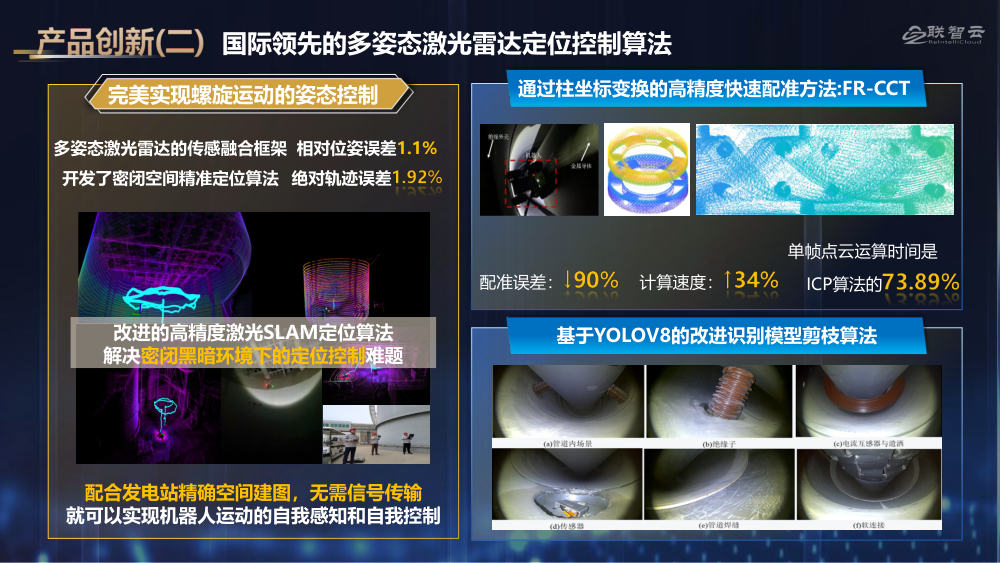 产品创新(二)
国际领先的多姿态激光雷达定位控制算法
联智云
ReIntelliCloud
完美实现螺旋运动的姿态控制
多姿态激光雷达的传感融合框架 相对位姿误差1.1%
开发了密闭空间精准定位算法 绝对轨迹误差1.92%
改进的高精度激光SLAM定位算法
解决密闭黑暗环境下的定位控制难题
配合发电站精确空间建图，无需信号传输
就可以实现机器人运动的自我感知和自我控制
通过柱坐标变换的高精度快速配准方法:FR-CCT
绝缘外壳
机器人
金属导体
单帧点云运算时间是
配准误差：↓90% 计算速度：↑34% ICP算法的73.89%
基于YOLOV8的改进识别模型剪枝算法
(a)管道内场景
(b)绝缘子
(c)电流互感器与道洒
(d)传感器
(e)管道焊缝
(f)软连接